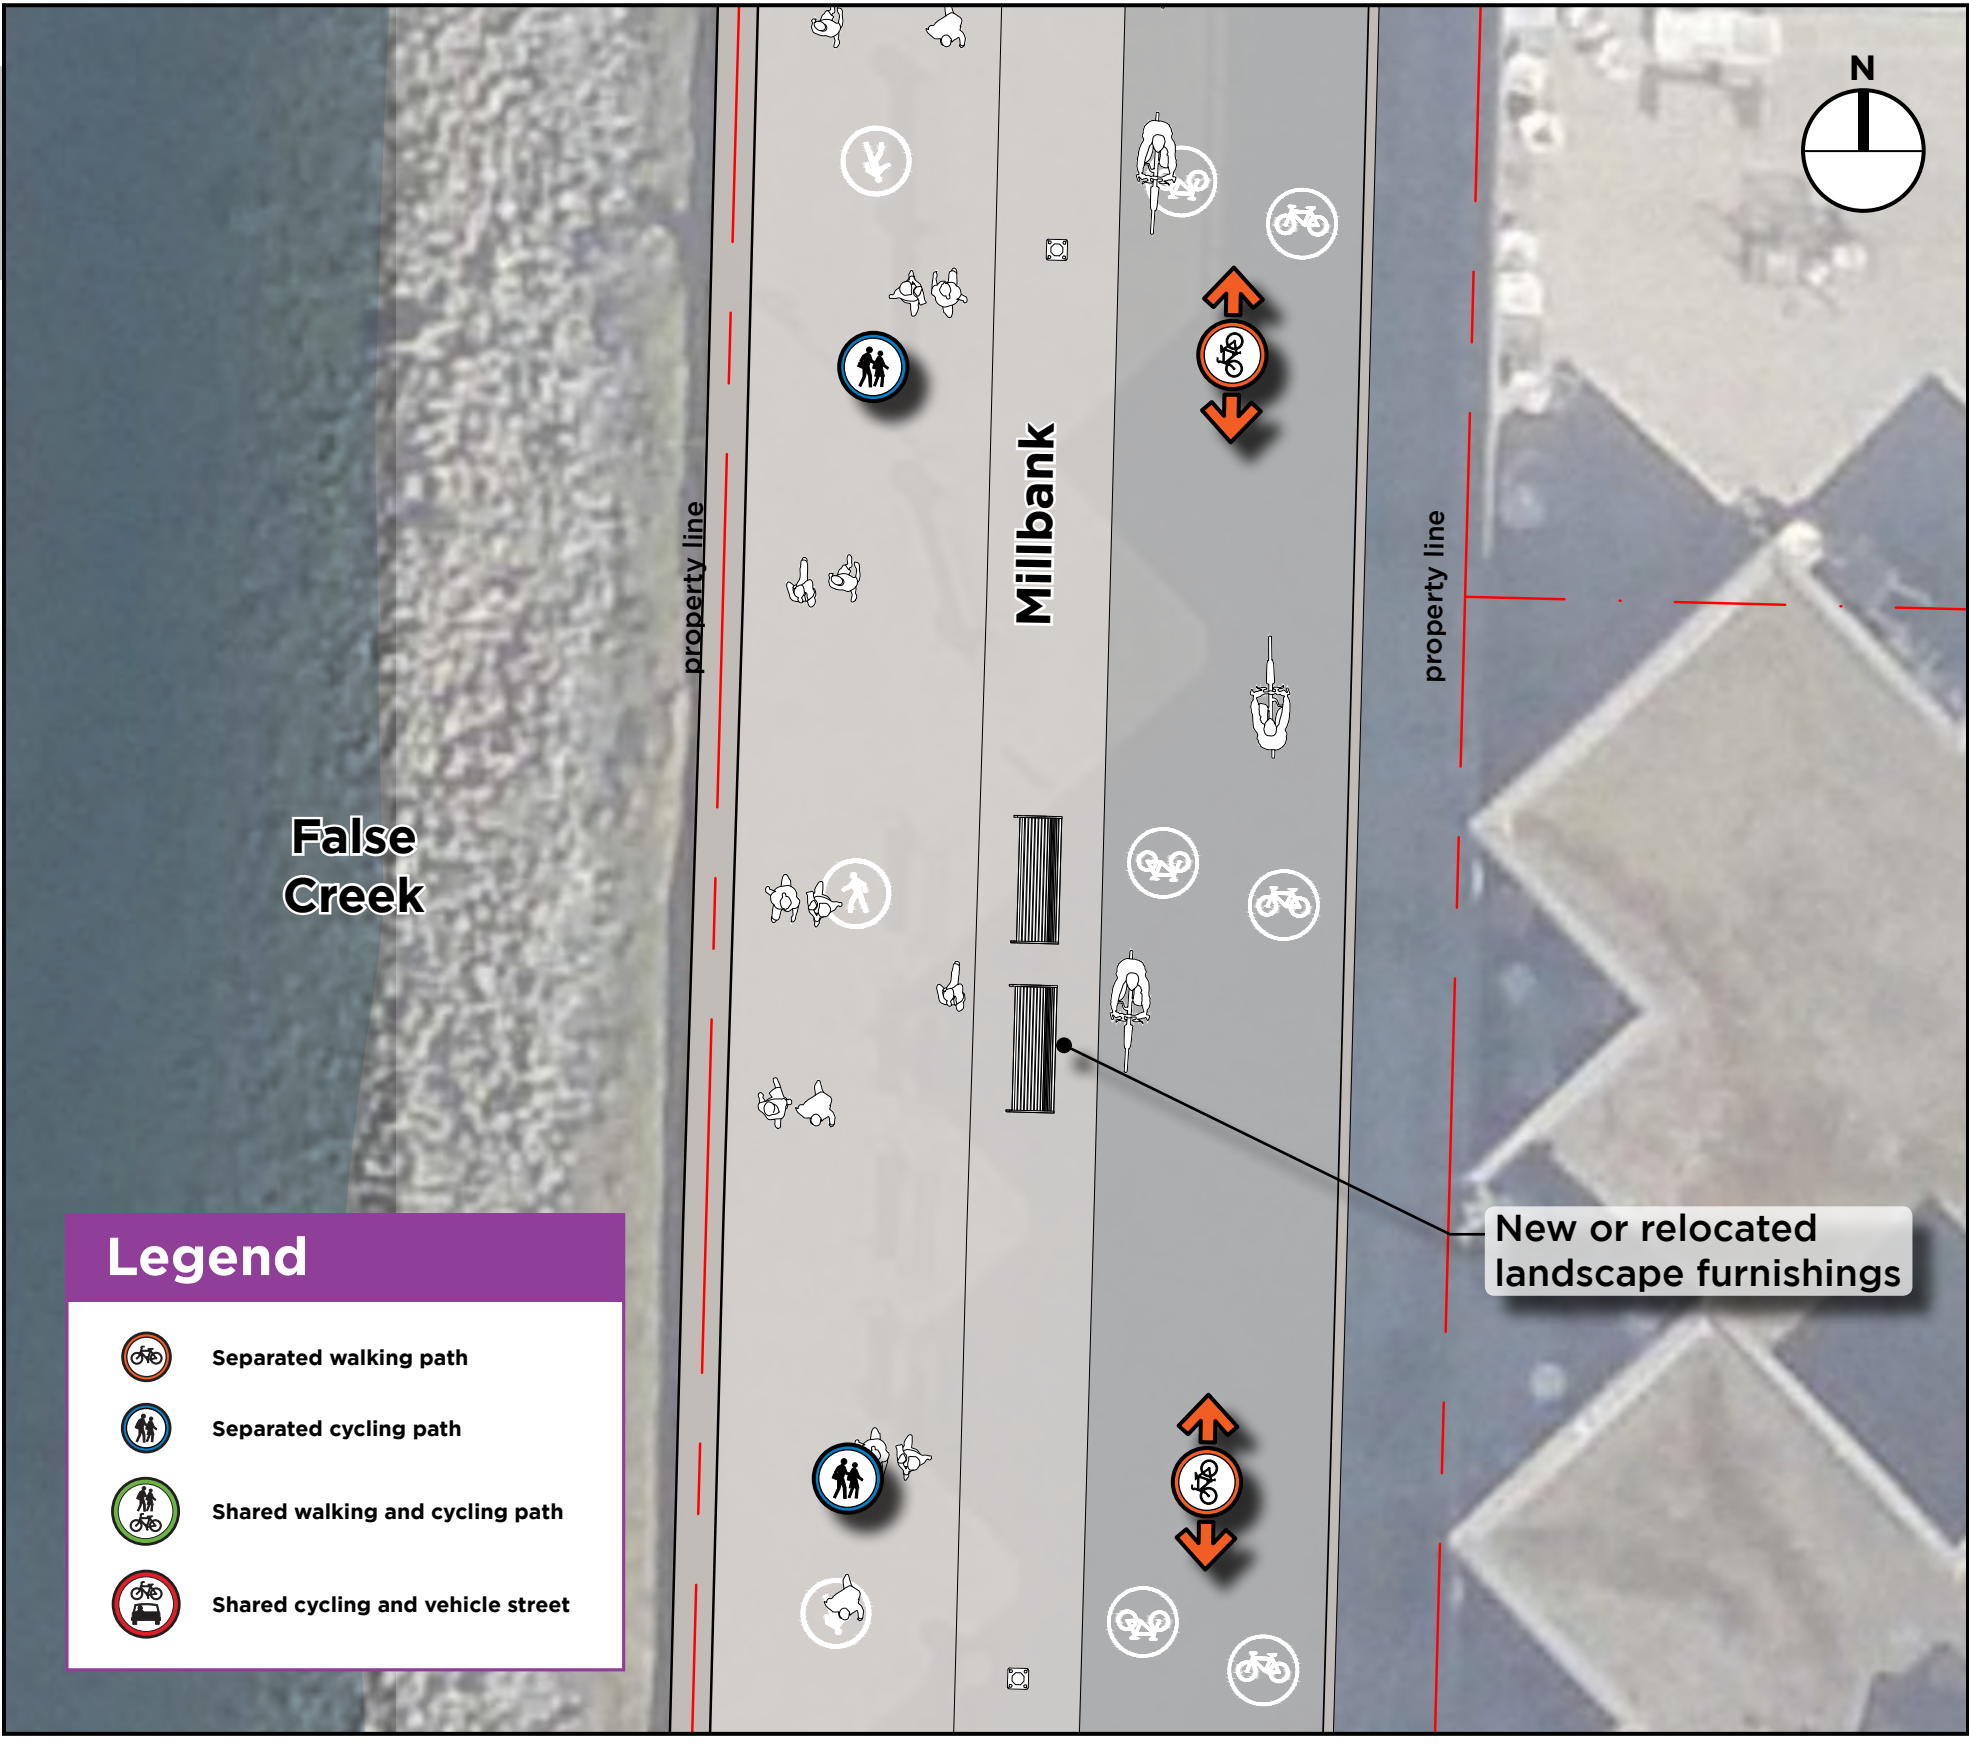 N
Millbank
property line
property line
False
Creek
New or relocated
landscape furnishings
Legend
Separated walking path
Separated cycling path
Shared walking and cycling path
Shared cycling and vehicle street